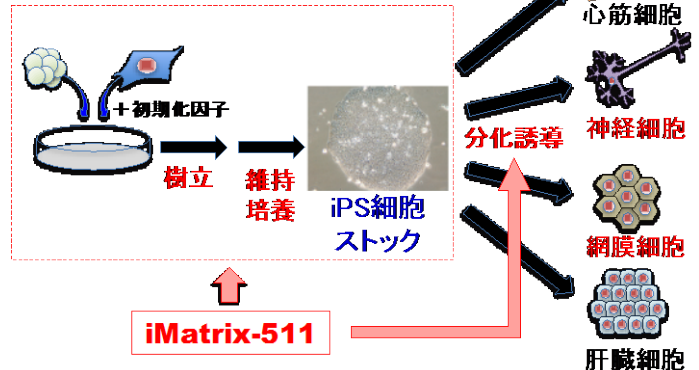 心筋細胞
+初期化因子
樹立
維持
培養
iPS細胞
ストック
分化誘導
神経細胞
網膜細胞
肝臓細胞
iMatrix-511